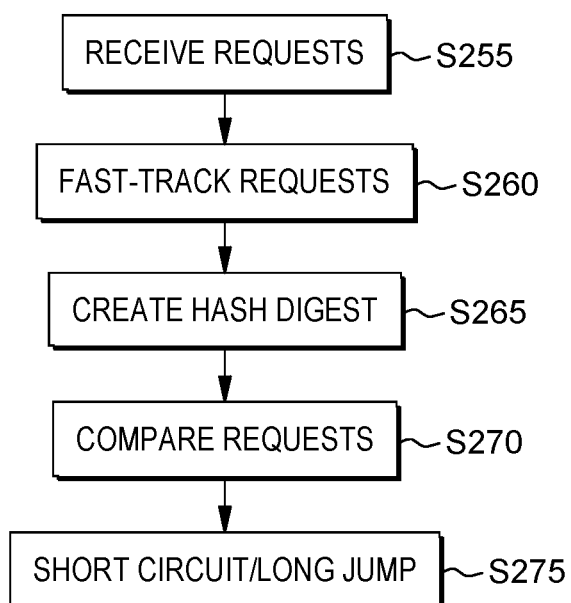 RECEIVE REQUESTS S255
FAST-TRACK REQUESTS S260
CREATE HASH DIGEST S265
COMPARE REQUESTS S270
SHORT CIRCUIT/LONG JUMP S275